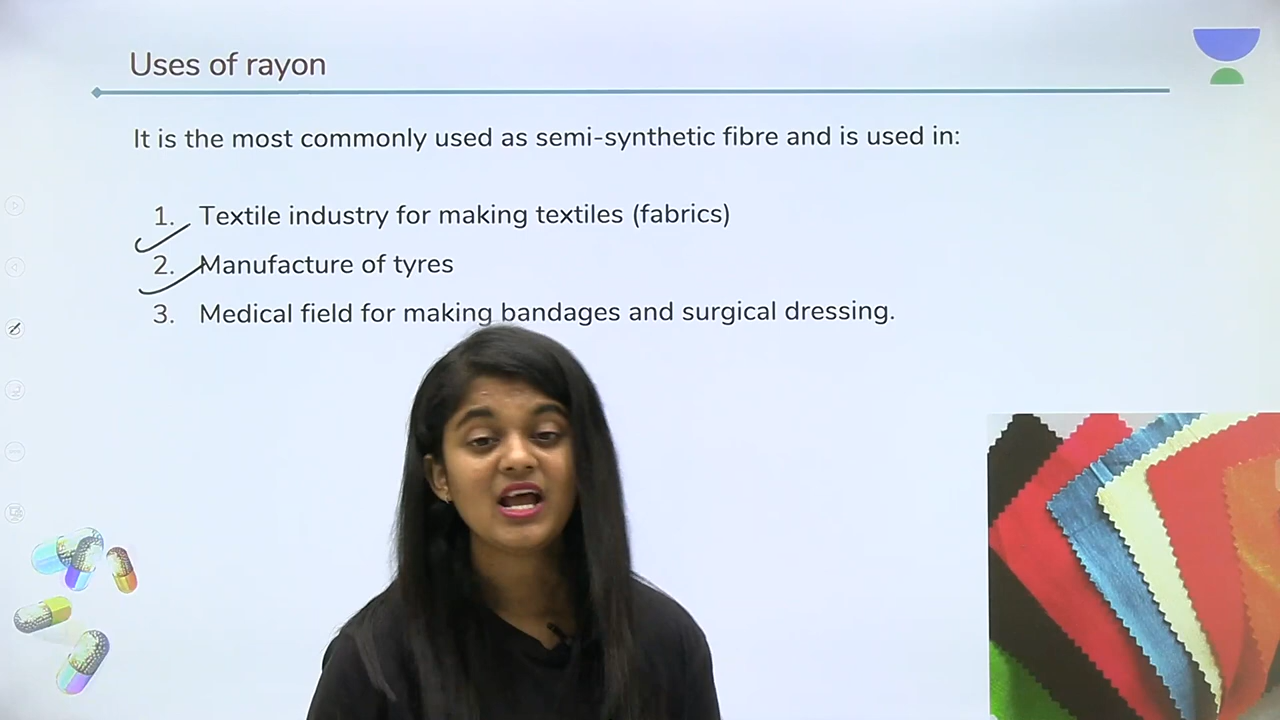 Uses of rayon
It is the most commonly used as semi-synthetic fibre and is used in:
1. Textile industry for making textiles (fabrics)
2. Manufacture of tyres
3. Medical field for making bandages and surgical dressing.